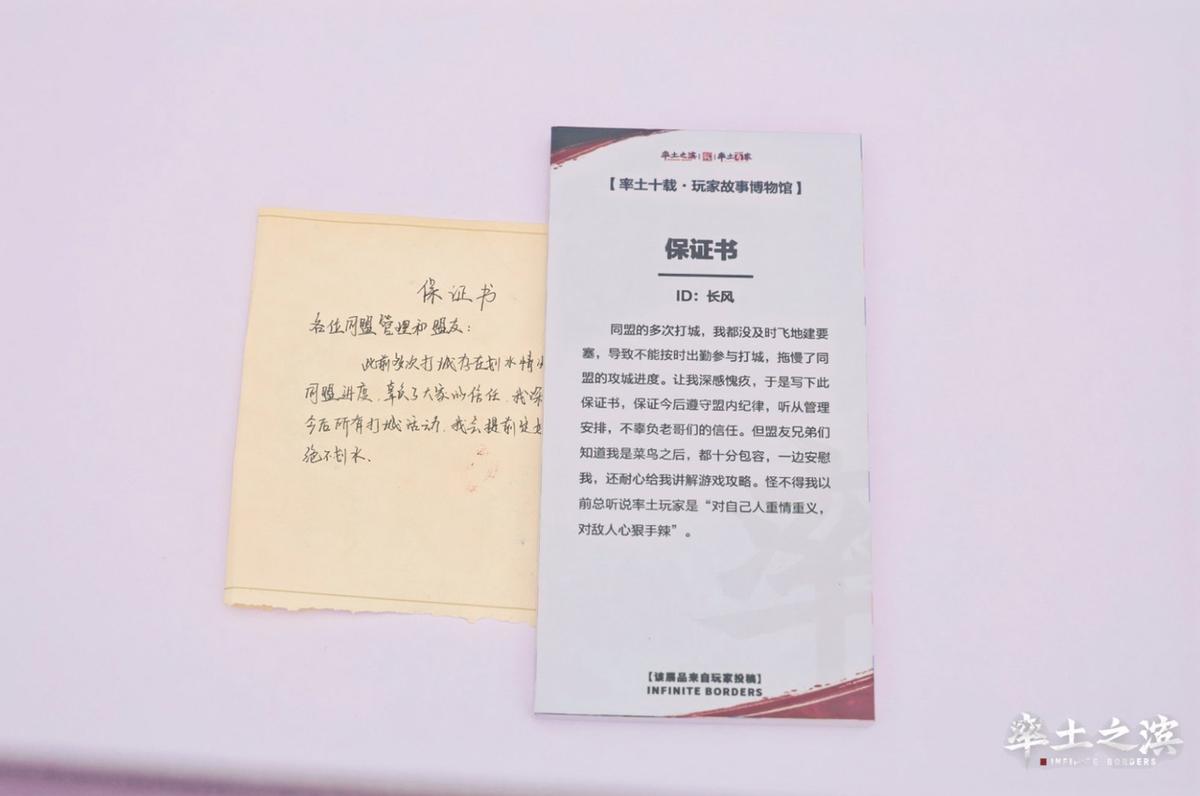 保证书
各位同盟管理和盟友：
此前多次打城存在划水情
同盟进度，辜负了大家的信任，我深
今后所有打城活动，我会提前
绝不划水、
率土之滨
率土
【率土十载·玩家故事博物馆】
保证书
ID：长风
同盟的多次打城，我都没及时飞地建要
塞，导致不能按时出勤参与打城，拖慢了同
盟的攻城进度。让我深感愧疚，于是写下此
保证书，保证今后遵守盟内纪律，听从管理
安排，不辜负老哥们的信任。但盟友兄弟们
知道我是菜鸟之后，都十分包容，一边安慰
我，还耐心给我讲解游戏攻略。怪不得我以
前总听说率土玩家是“对自己人重情重义，
对敌人心狠手辣”。
【该展品来自玩家投稿】
INFINITE BORDERS
率土之滨
INFINITE BORDERS